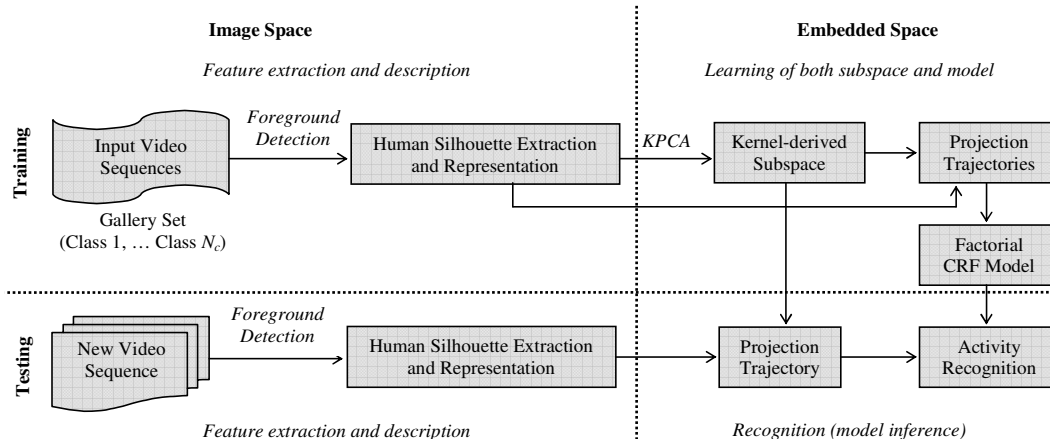 Image Space
Embedded Space
Feature extraction and description
Learning of both subspace and model
Training
Input Video
Sequences
Foreground
Detection
Human Silhouette Extraction
and Representation
KPCA
Kernel-derived
Subspace
Projection
Trajectories
Gallery Set
(Class 1, … Class Nc)
Factorial
CRF Model
Testing
New Video
Sequence
Foreground
Detection
Human Silhouette Extraction
and Representation
Projection
Trajectory
Activity
Recognition
Feature extraction and description
Recognition (model inference)